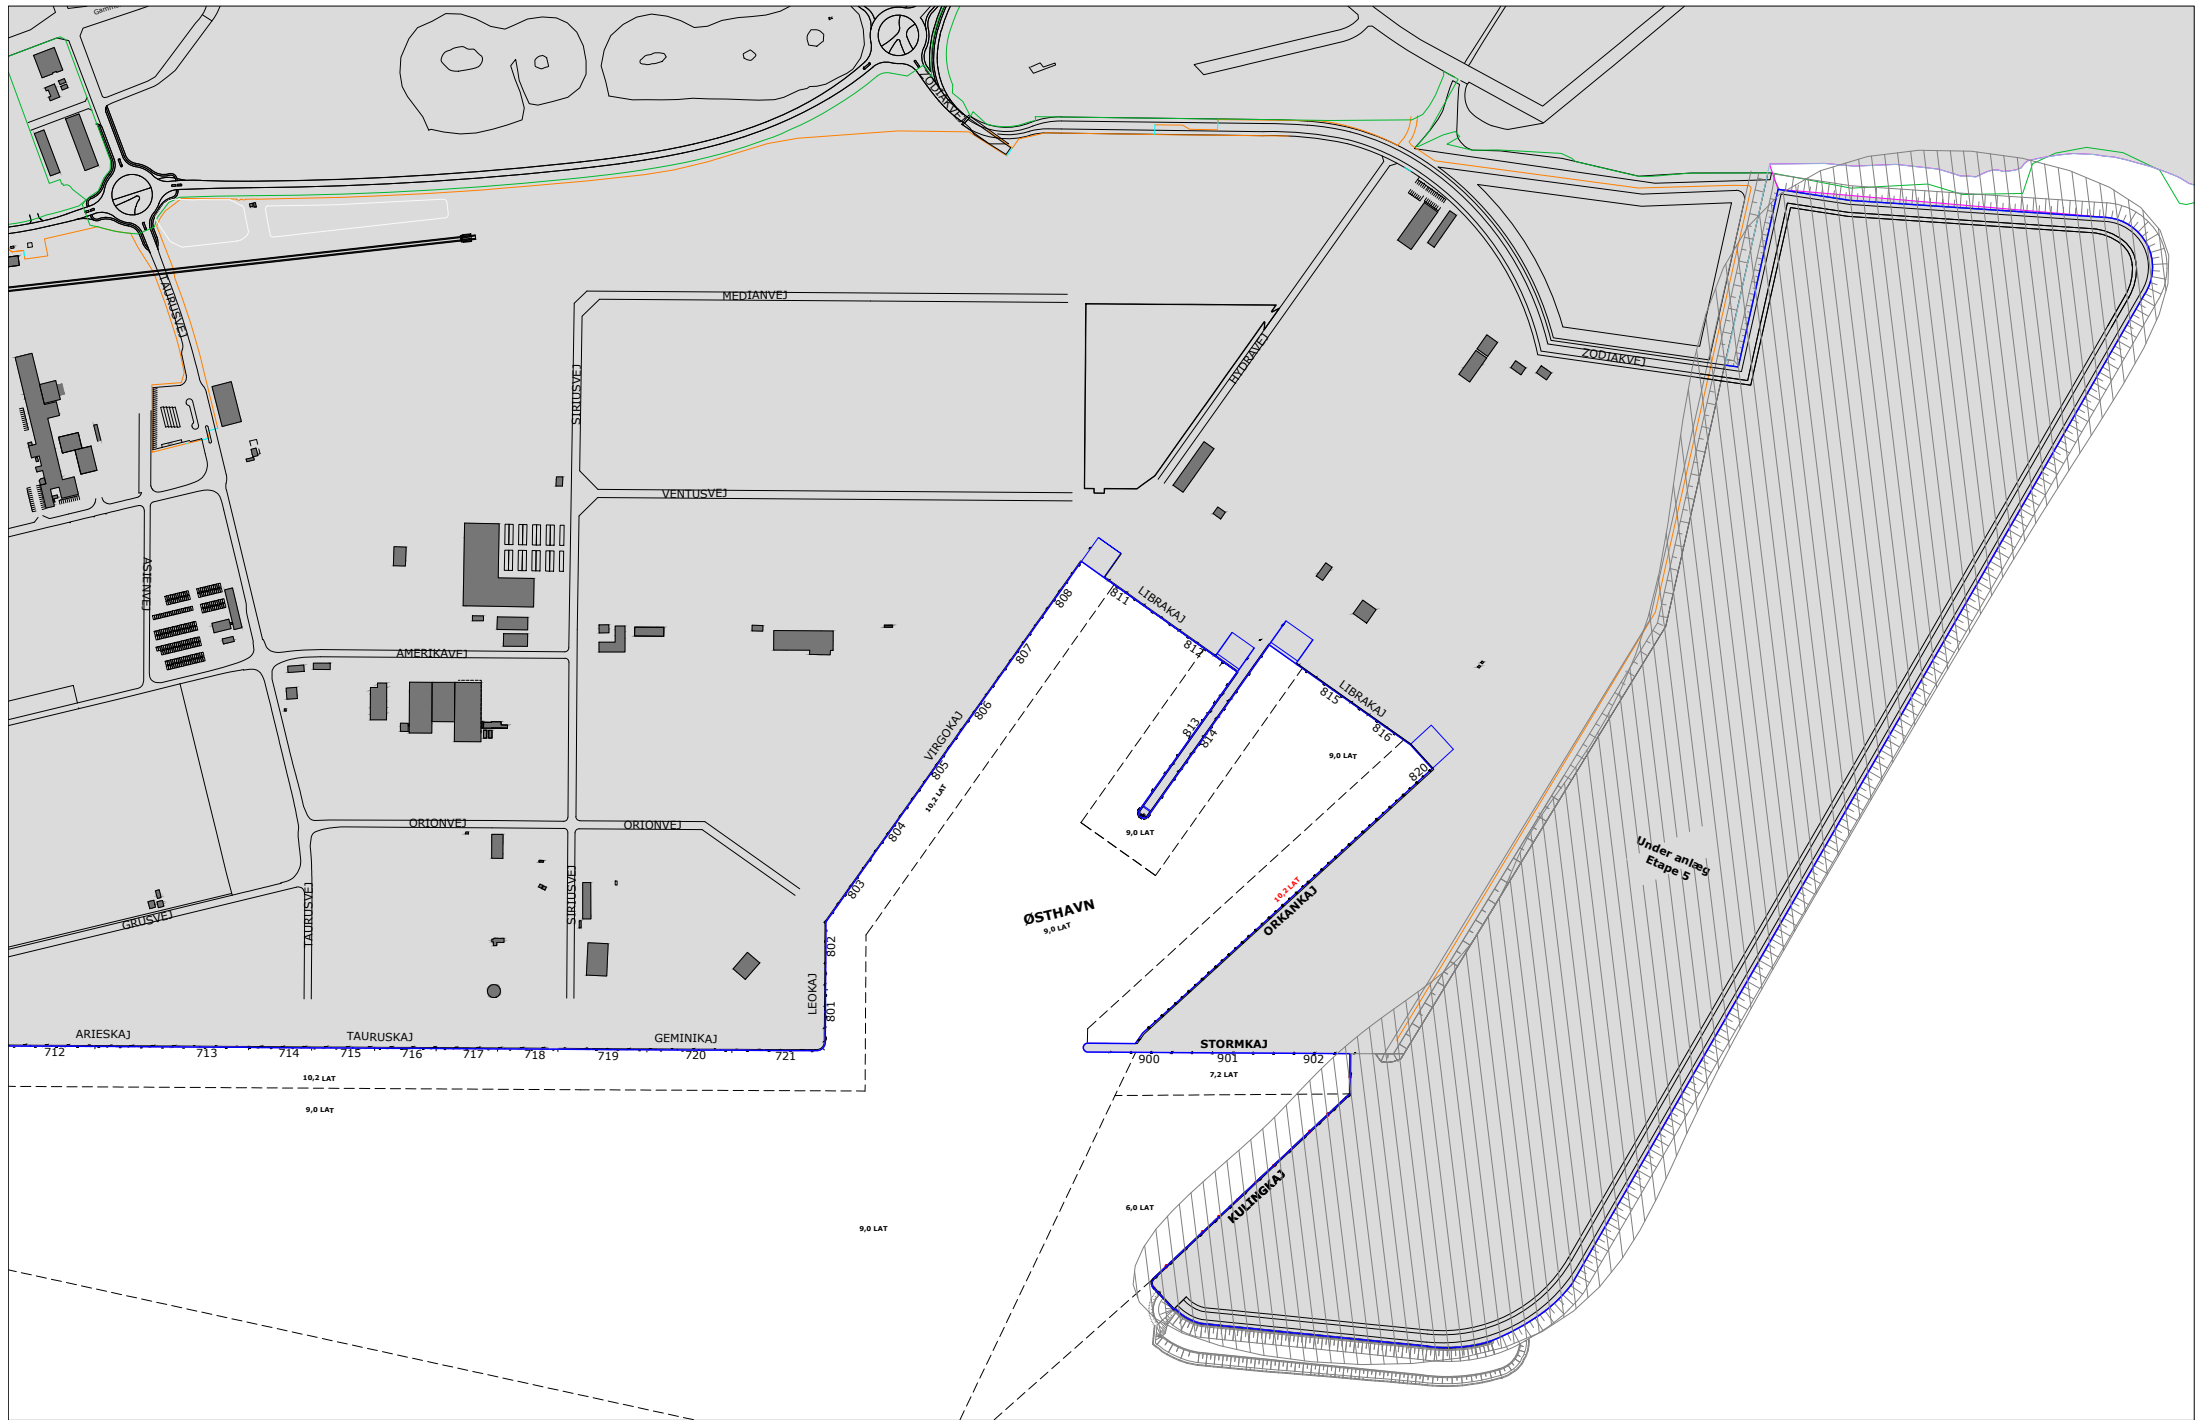 ZODIAKVEJ
TAURUSVEJ
MEDIANVEJ
HYDRAVEJ
ZODIAKVEJ
SIRIUSVEJ
VENTUSVEJ
ASIENVEJ
AMERIKAVEJ
808
811
LIBRAKAJ
814
807
806
VIRGOKAJ
805
10,2 LAT
804
803
813
814
815
LIBRAKAJ
816
820
9,0 LAT
9,0 LAT
ORIONVEJ
ORIONVEJ
Under anlæg
Etape 5
GRUSVEJ
TAURUSVEJ
SIRIUSVEJ
ØSTHAVN
9,0 LAT
10,2 LAT
ORKANKAJ
802
LEOKAJ
801
ARIESKAJ
TAURUSKAJ
GEMINIKAJ
STORMKAJ
712
713
714
715
716
717
718
719
720
721
900
901
902
10,2 LAT
7,2 LAT
9,0 LAT
6,0 LAT
KULINGKAJ
9,0 LAT